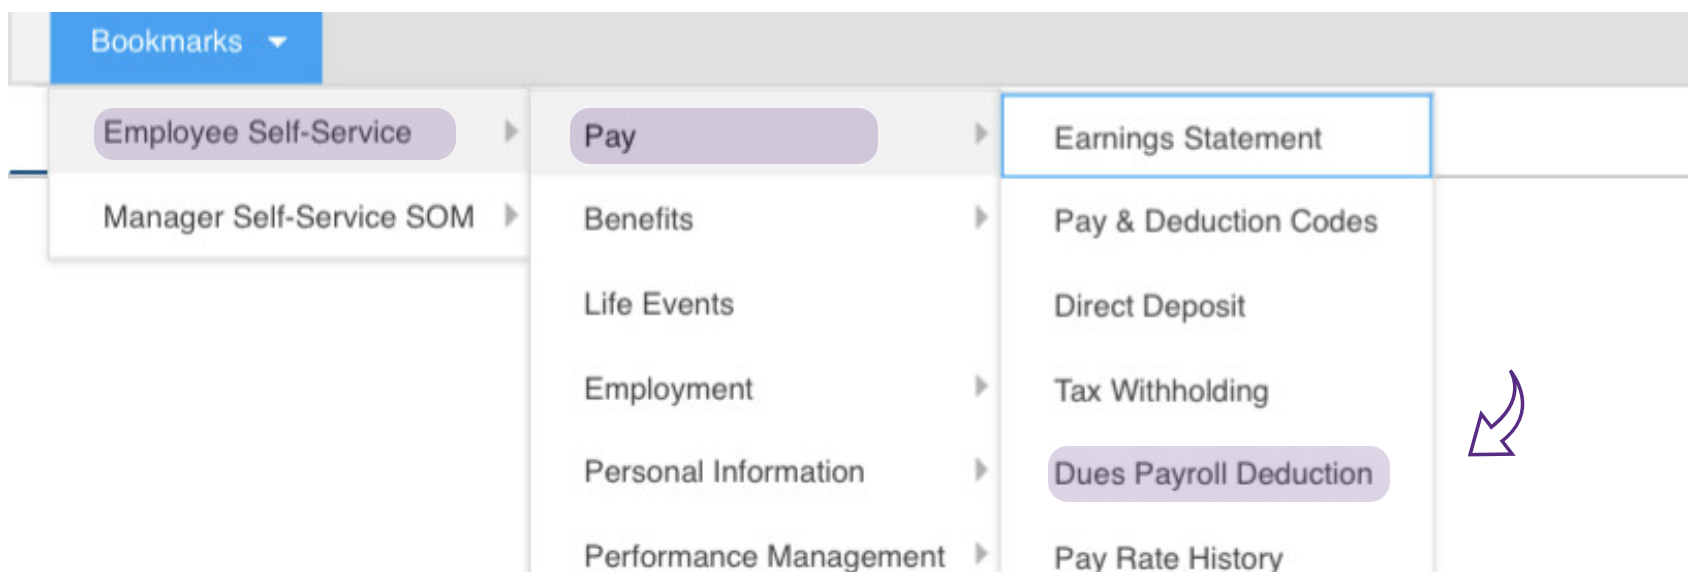 Bookmarks
Employee Self-Service
Manager Self-Service SOM
Pay
Benefits
Life Events
Employment
Personal Information
Performance Management
Earnings Statement
Pay & Deduction Codes
Direct Deposit
Tax Withholding
Dues Payroll Deduction
Pay Rate History